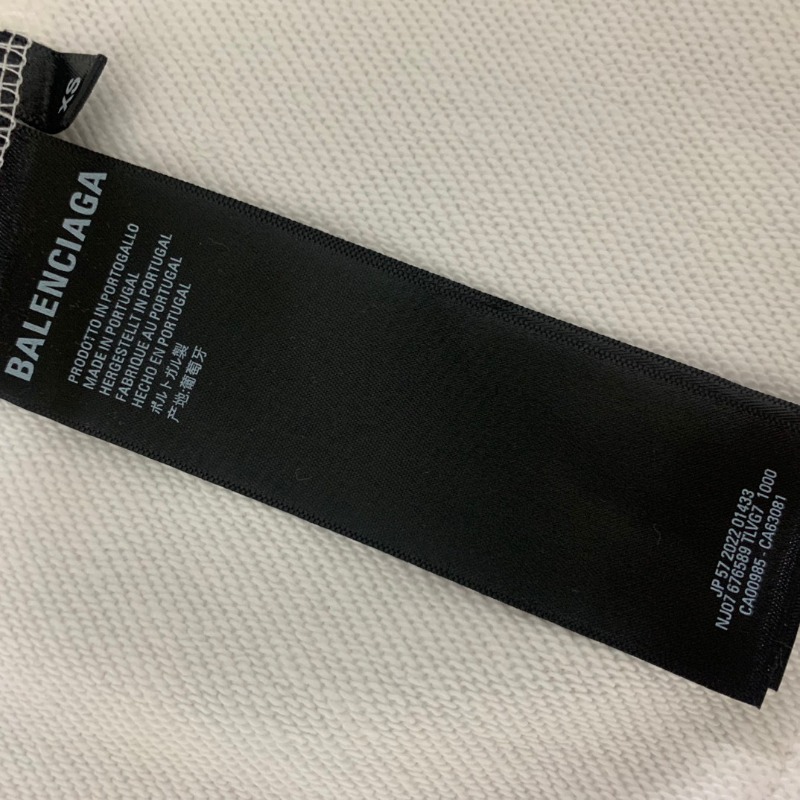 XS
BALENCIAGA
PRODOTTO IN PORTOGALLO
MADE IN PORTUGAL
HERGESTELLT IN PORTUGAL
FABRIQUE AU PORTUGAL
HECHO EN PORTUGAL
ポルトガル製
产地:葡萄牙
JP 57 2022 01433
NJ07 676589 TLVG7 1000
CA00985 - CA63081